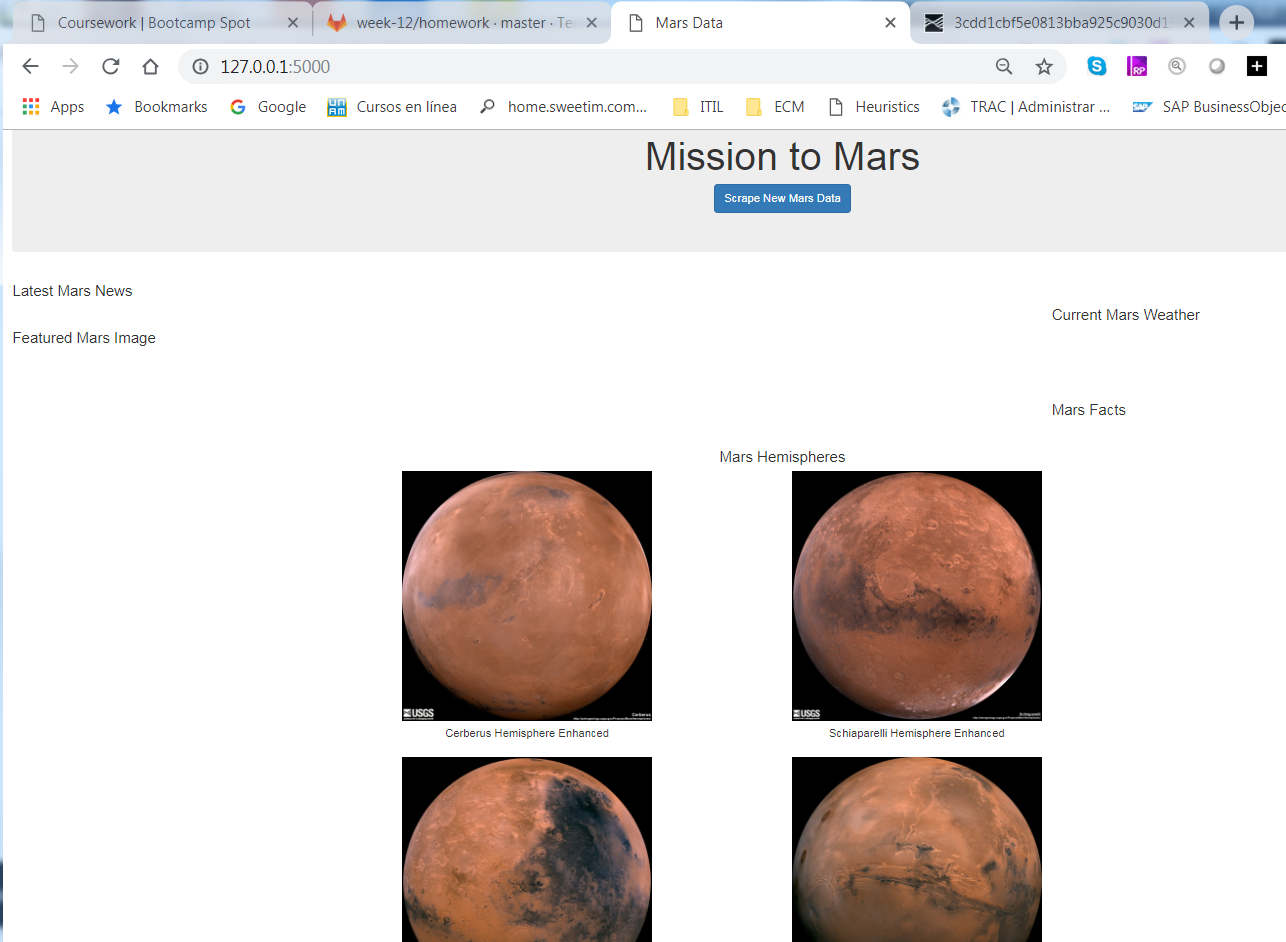 Coursework | Bootcamp Spot
week-12/homework · master · Te
Mars Data
3cdd1cbf5e0813bba925c9030d1
127.0.0.1:5000
Apps
Bookmarks
Google
Cursos en línea
home.sweetim.com...
ITIL
ECM
Heuristics
TRAC | Administrar ...
SAP BusinessObjec
Mission to Mars
Scrape New Mars Data
Latest Mars News
Current Mars Weather
Featured Mars Image
Mars Facts
Mars Hemispheres
USGS
Cerberus
USGS
Schiaparelli
Cerberus Hemisphere Enhanced
Schiaparelli Hemisphere Enhanced